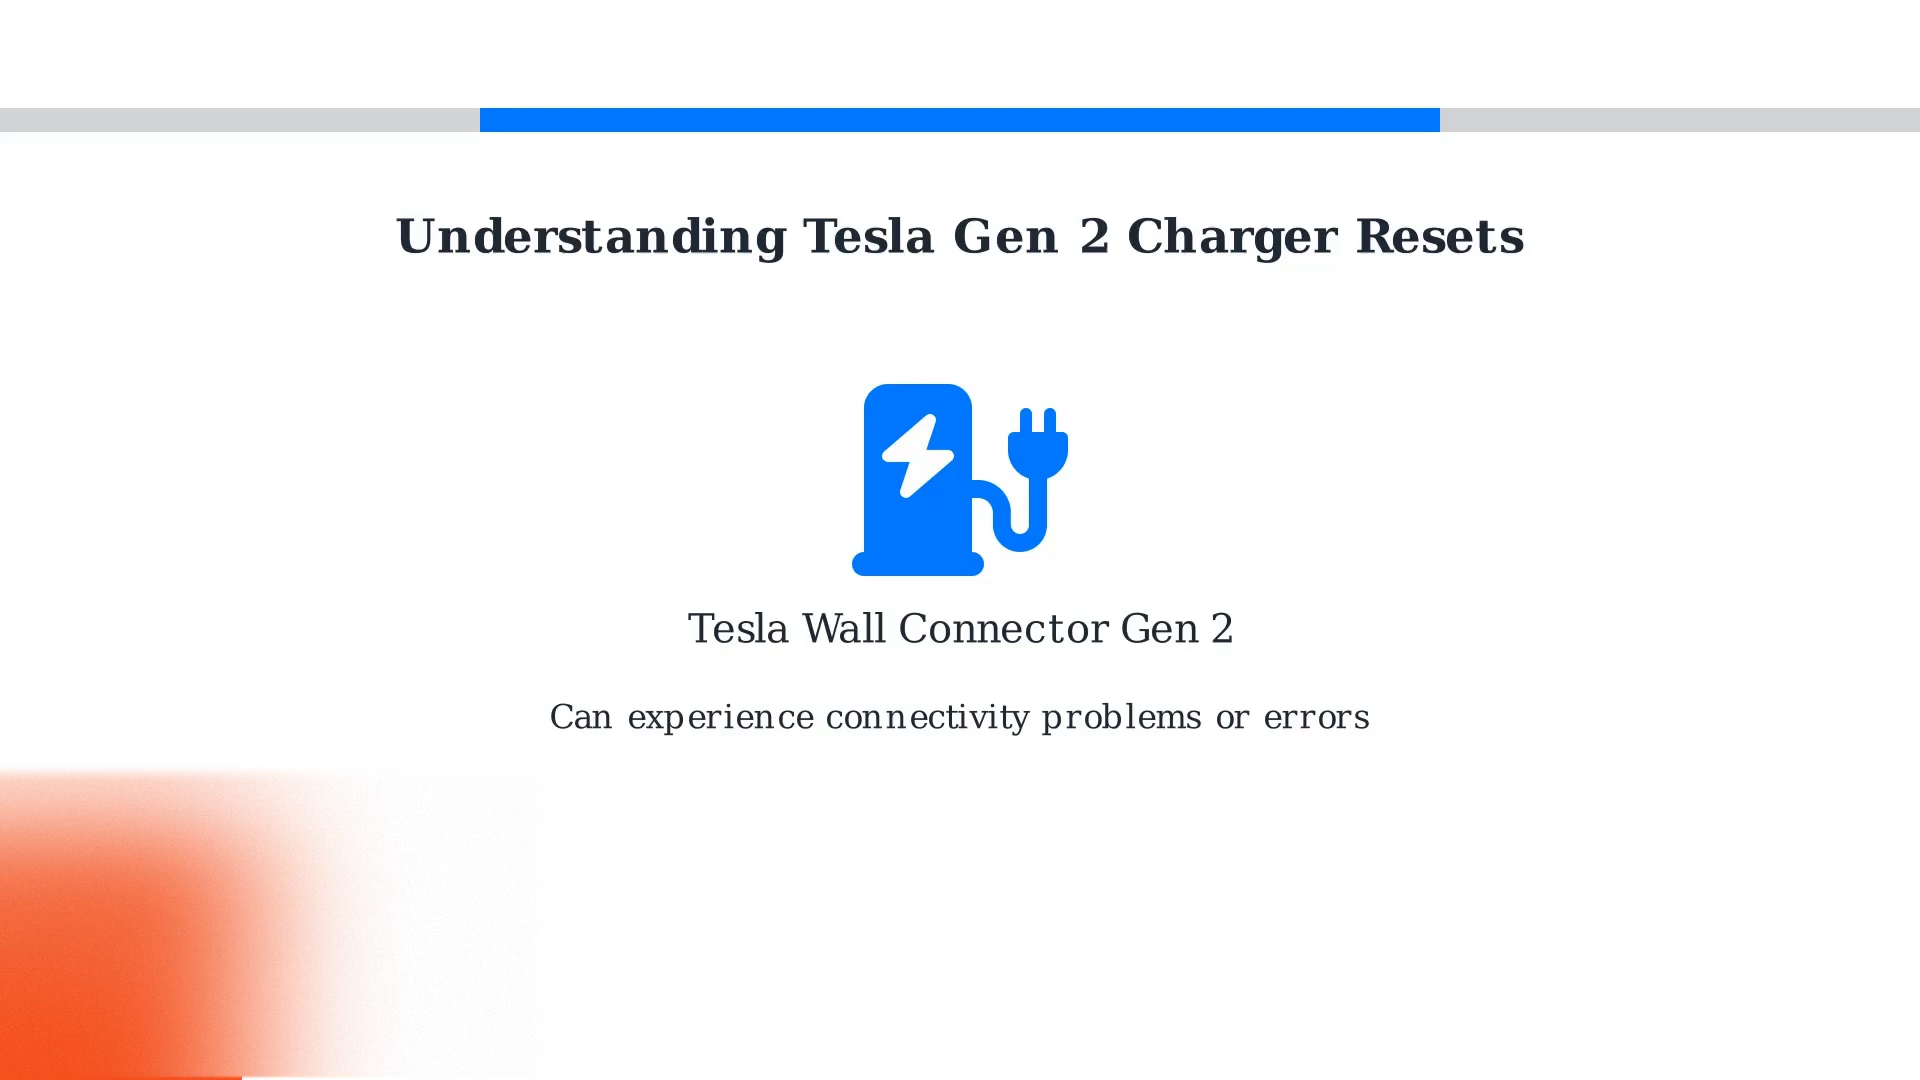 Understanding Tesla Gen 2 Charger Resets
Tesla Wall Connector Gen 2
Can experience connectivity problems or errors